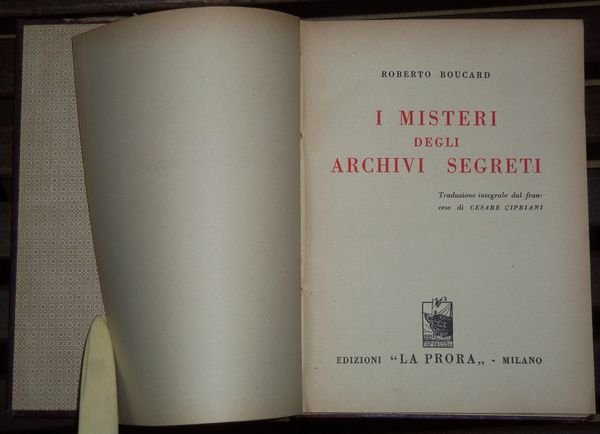 ROBERTO BOUCARD
I MISTERI
DEGLI
ARCHIVI SEGRETI
Traduzione integrale dal fran-
cese di CESARE CIPRIANI
EDIZIONI "LA PRORA„ - MILANO